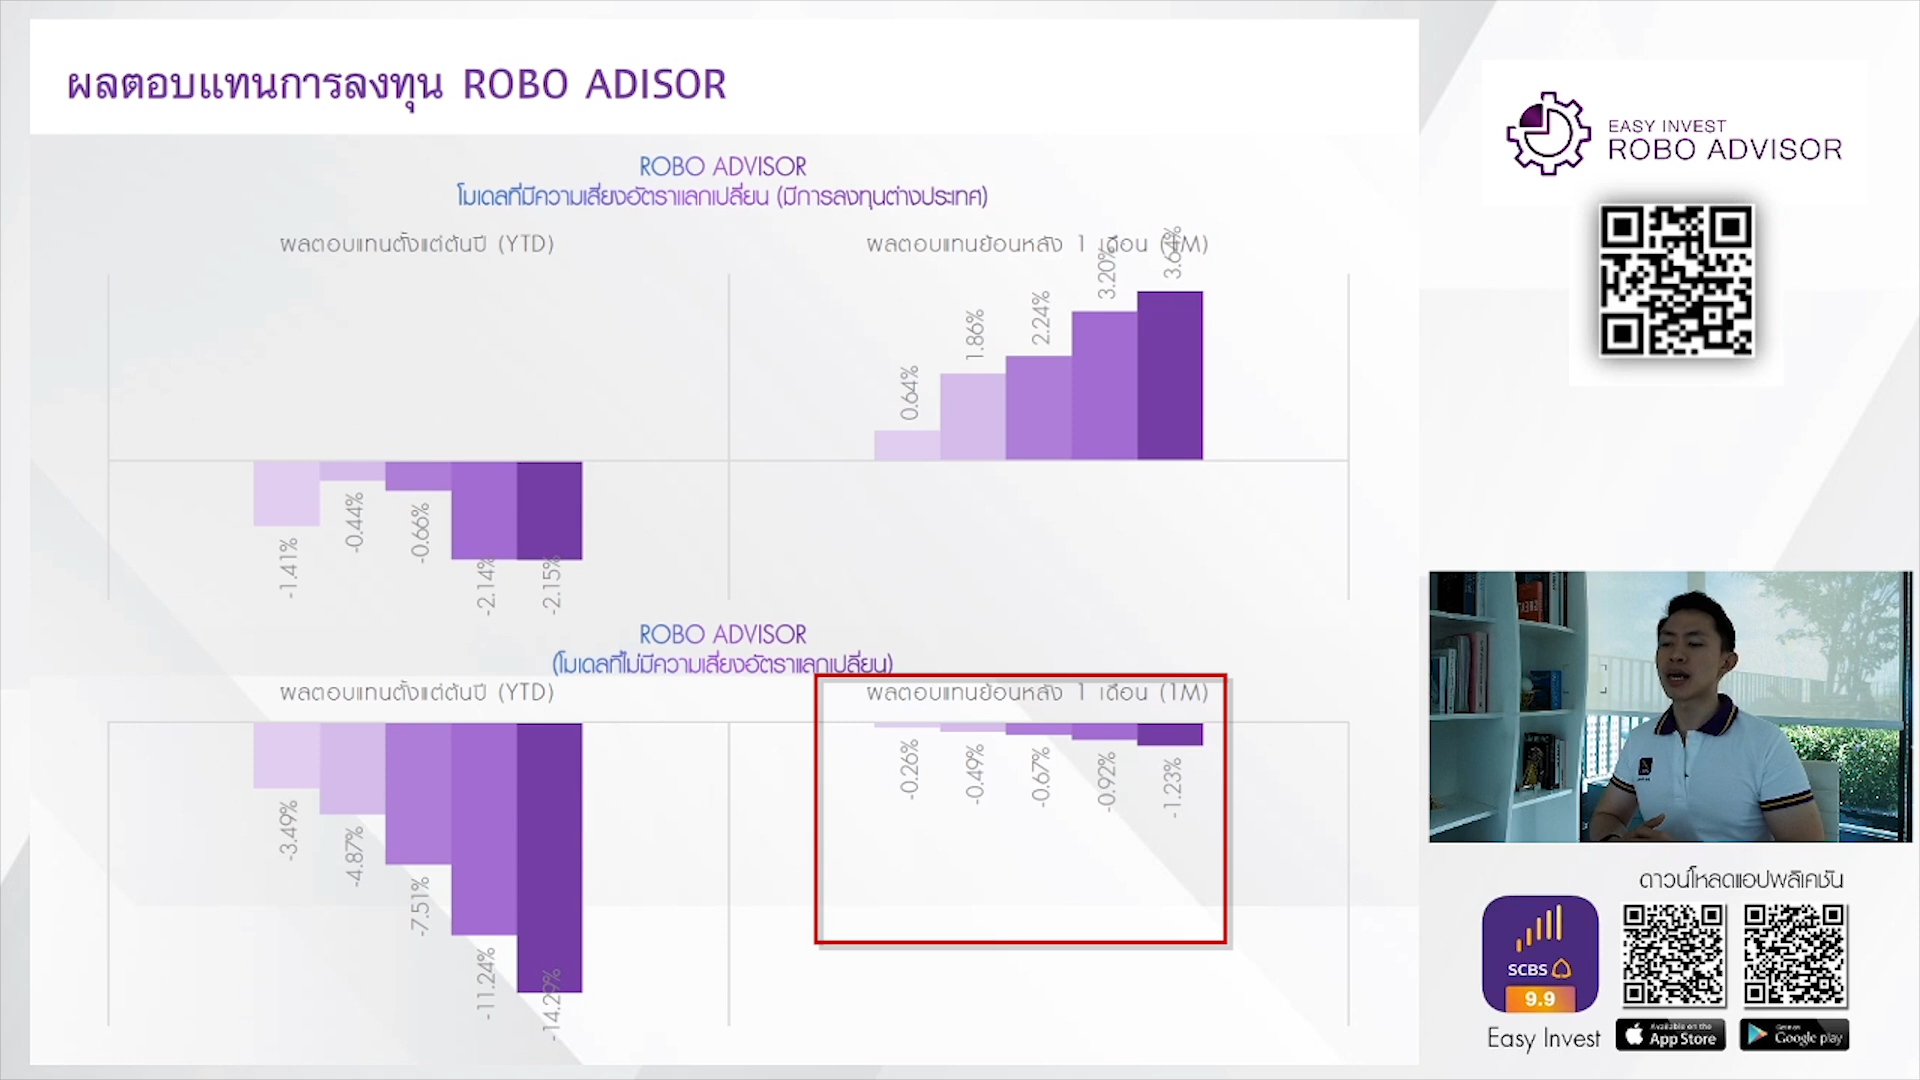 ผลตอบแทนการลงทุน ROBO ADISOR
ROBO ADVISOR
โมเดลที่มีความเสี่ยงอัตราแลกเปลี่ยน (มีการลงทุนต่างประเทศ)
ผลตอบแทนตั้งแต่ต้นปี (YTD)
-1.41%
-0.44%
-0.66%
-2.14%
-2.15%
ผลตอบแทนย้อนหลัง 1 เดือน (1M)
0.64%
1.86%
2.24%
3.20%
3.64%
ROBO ADVISOR
(โมเดลที่ไม่มีความเสี่ยงอัตราแลกเปลี่ยน)
ผลตอบแทนตั้งแต่ต้นปี (YTD)
-3.49%
-4.87%
-7.51%
-11.24%
-14.29%
ผลตอบแทนย้อนหลัง 1 เดือน (1M)
-0.26%
-0.49%
-0.67%
-0.92%
-1.23%
EASY INVEST
ROBO ADVISOR
ดาวน์โหลดแอปพลิเคชัน
SCBS
9.9
Easy Invest
Available on the
App Store
Google play